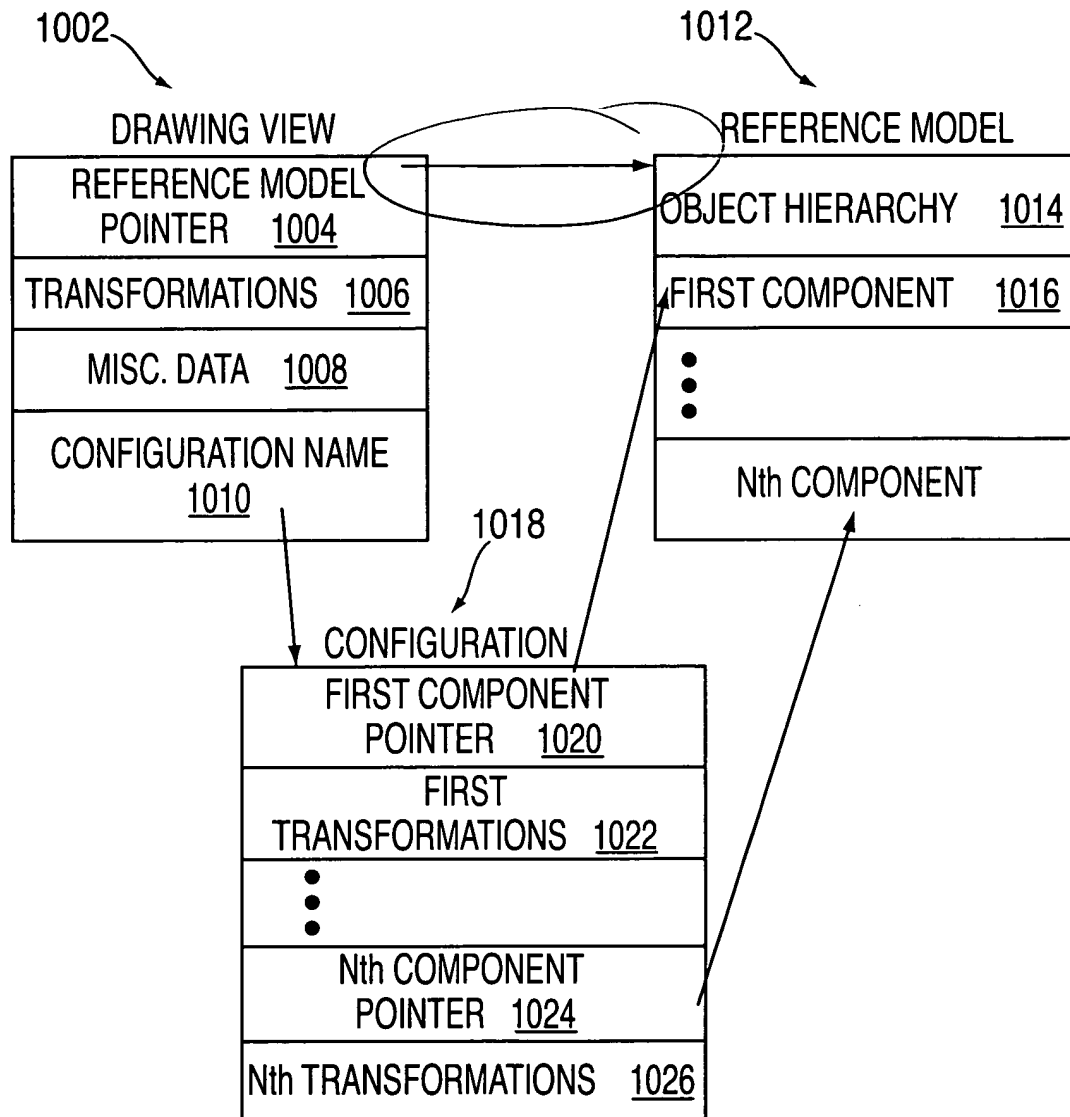 1002
DRAWING VIEW
REFERENCE MODEL
POINTER 1004
TRANSFORMATIONS 1006
MISC. DATA 1008
CONFIGURATION NAME
1010
1012
REFERENCE MODEL
OBJECT HIERARCHY 1014
FIRST COMPONENT 1016
Nth COMPONENT
1018
CONFIGURATION
FIRST COMPONENT
POINTER 1020
FIRST
TRANSFORMATIONS 1022
Nth COMPONENT
POINTER 1024
Nth TRANSFORMATIONS 1026